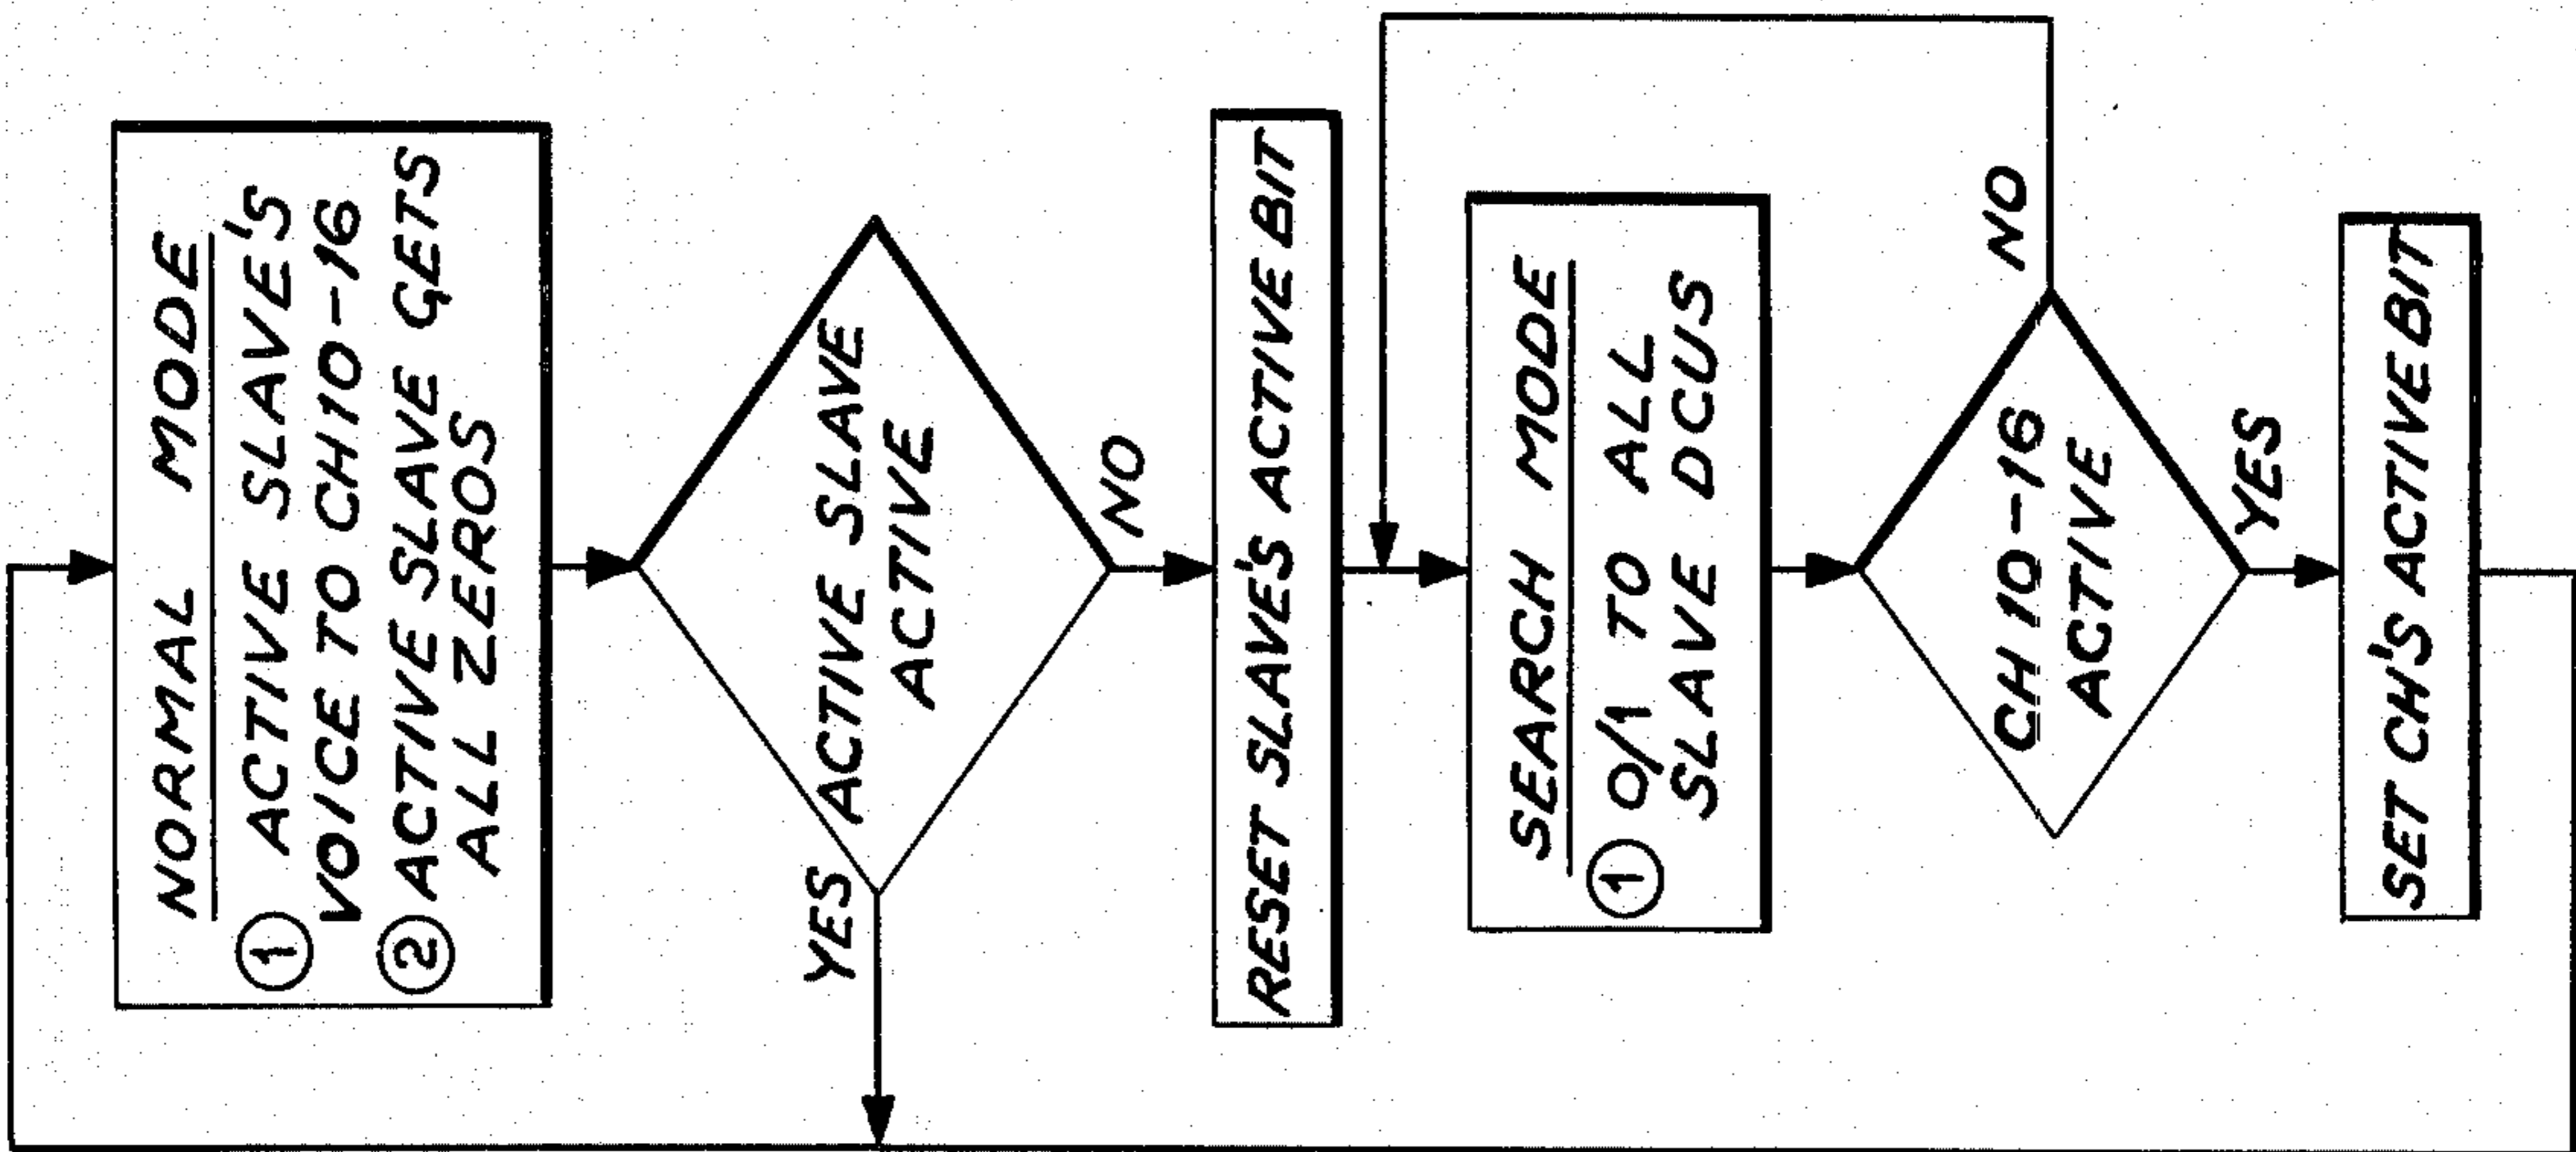 NORMAL MODE
① ACTIVE SLAVE'S
VOICE TO CH10-16
② ACTIVE SLAVE GETS
ALL ZEROS
ACTIVE SLAVE
ACTIVE
YES
NO
RESET SLAVE'S ACTIVE BIT
SEARCH MODE
① 0/1 TO ALL
SLAVE DCUS
CH 10-16
ACTIVE
NO
YES
SET CH'S ACTIVE BIT